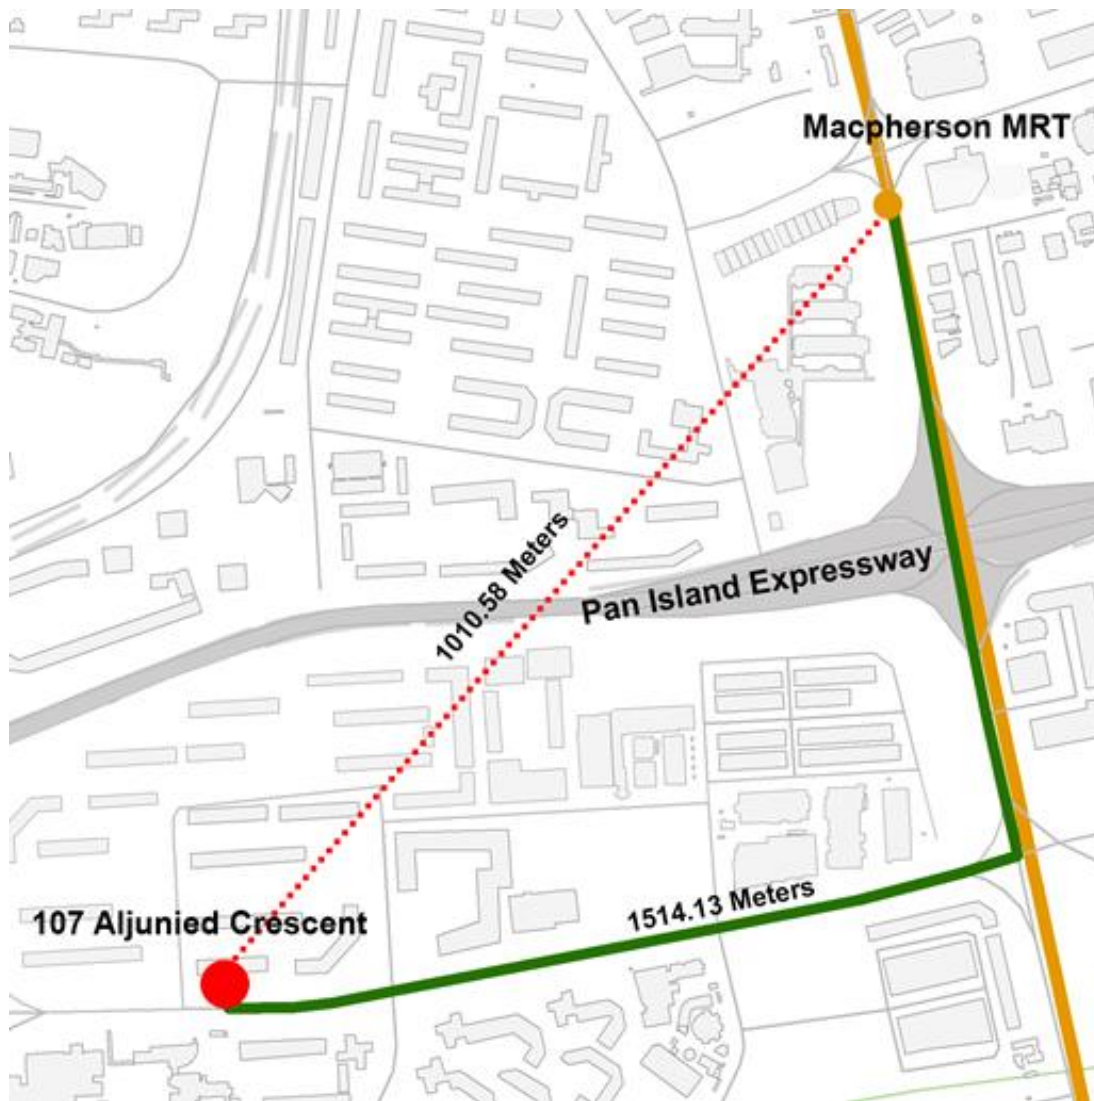 Macpherson MRT
1010.58 Meters
Pan Island Expressway
1514.13 Meters
107 Aljunied Crescent